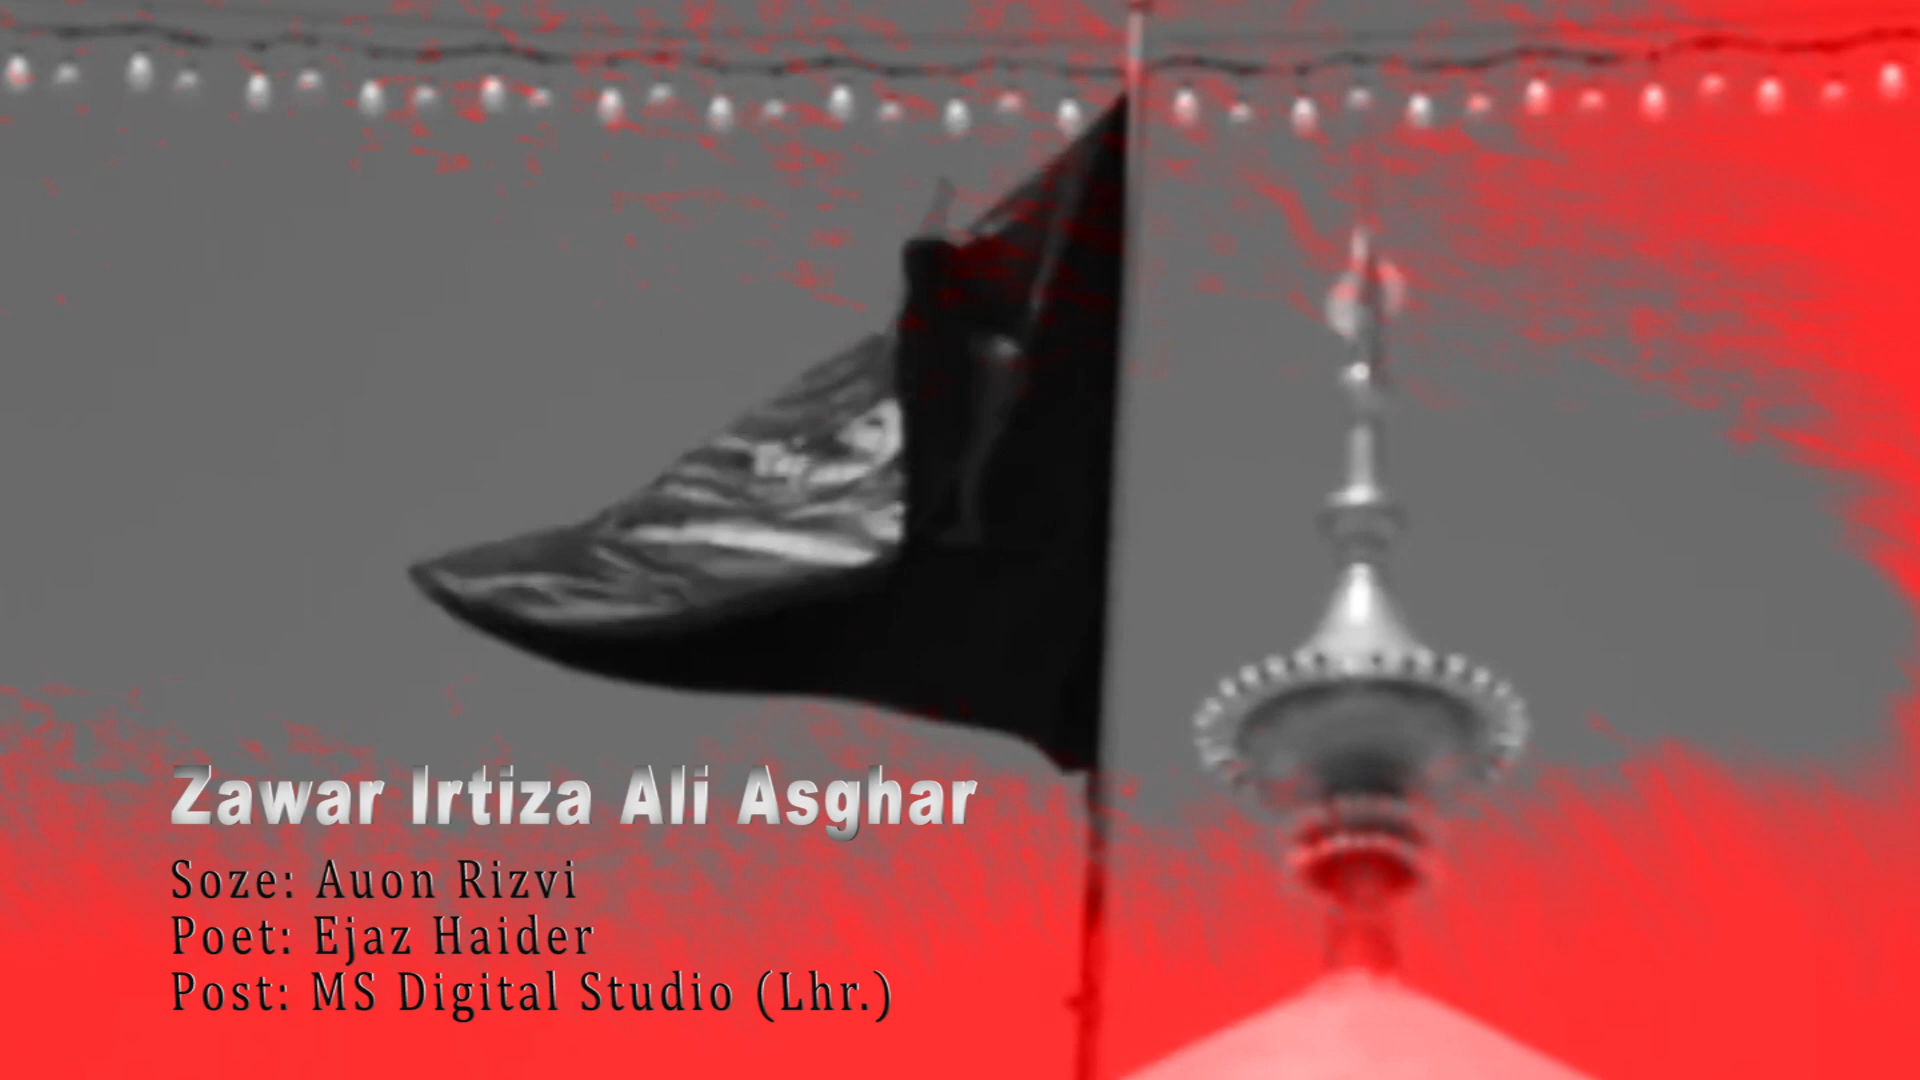 Zawar Irtiza Ali Asghar
Soze: Auon Rizvi
Poet: Ejaz Haider
Post: MS Digital Studio (Lhr.)